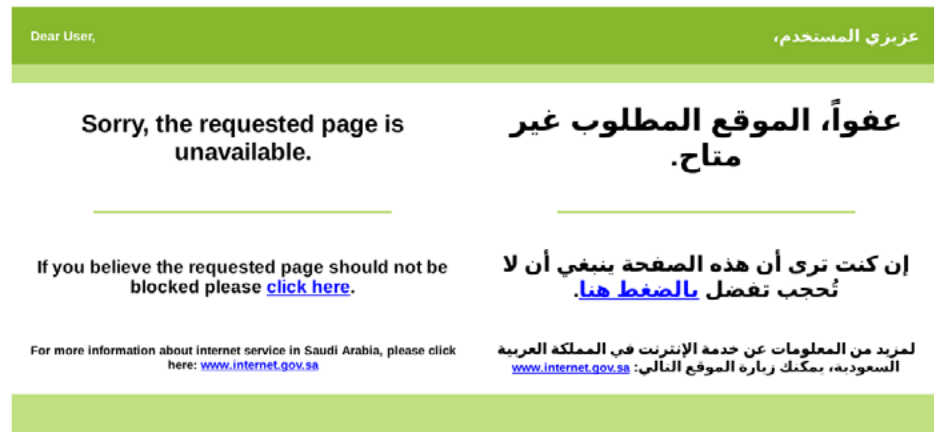 Dear User,
عزيزي المستخدم،
Sorry, the requested page is
unavailable.
عفواً، الموقع المطلوب غير
متاح.
If you believe the requested page should not be
blocked please click here.
إن كنت ترى أن هذه الصفحة ينبغي أن لا
تُحجب تفضل بالضغط هنا.
For more information about internet service in Saudi Arabia, please click
here: www.internet.gov.sa
لمزيد من المعلومات عن خدمة الإنترنت في المملكة العربية
السعودية، يمكنك زيارة الموقع التالي: www.internet.gov.sa